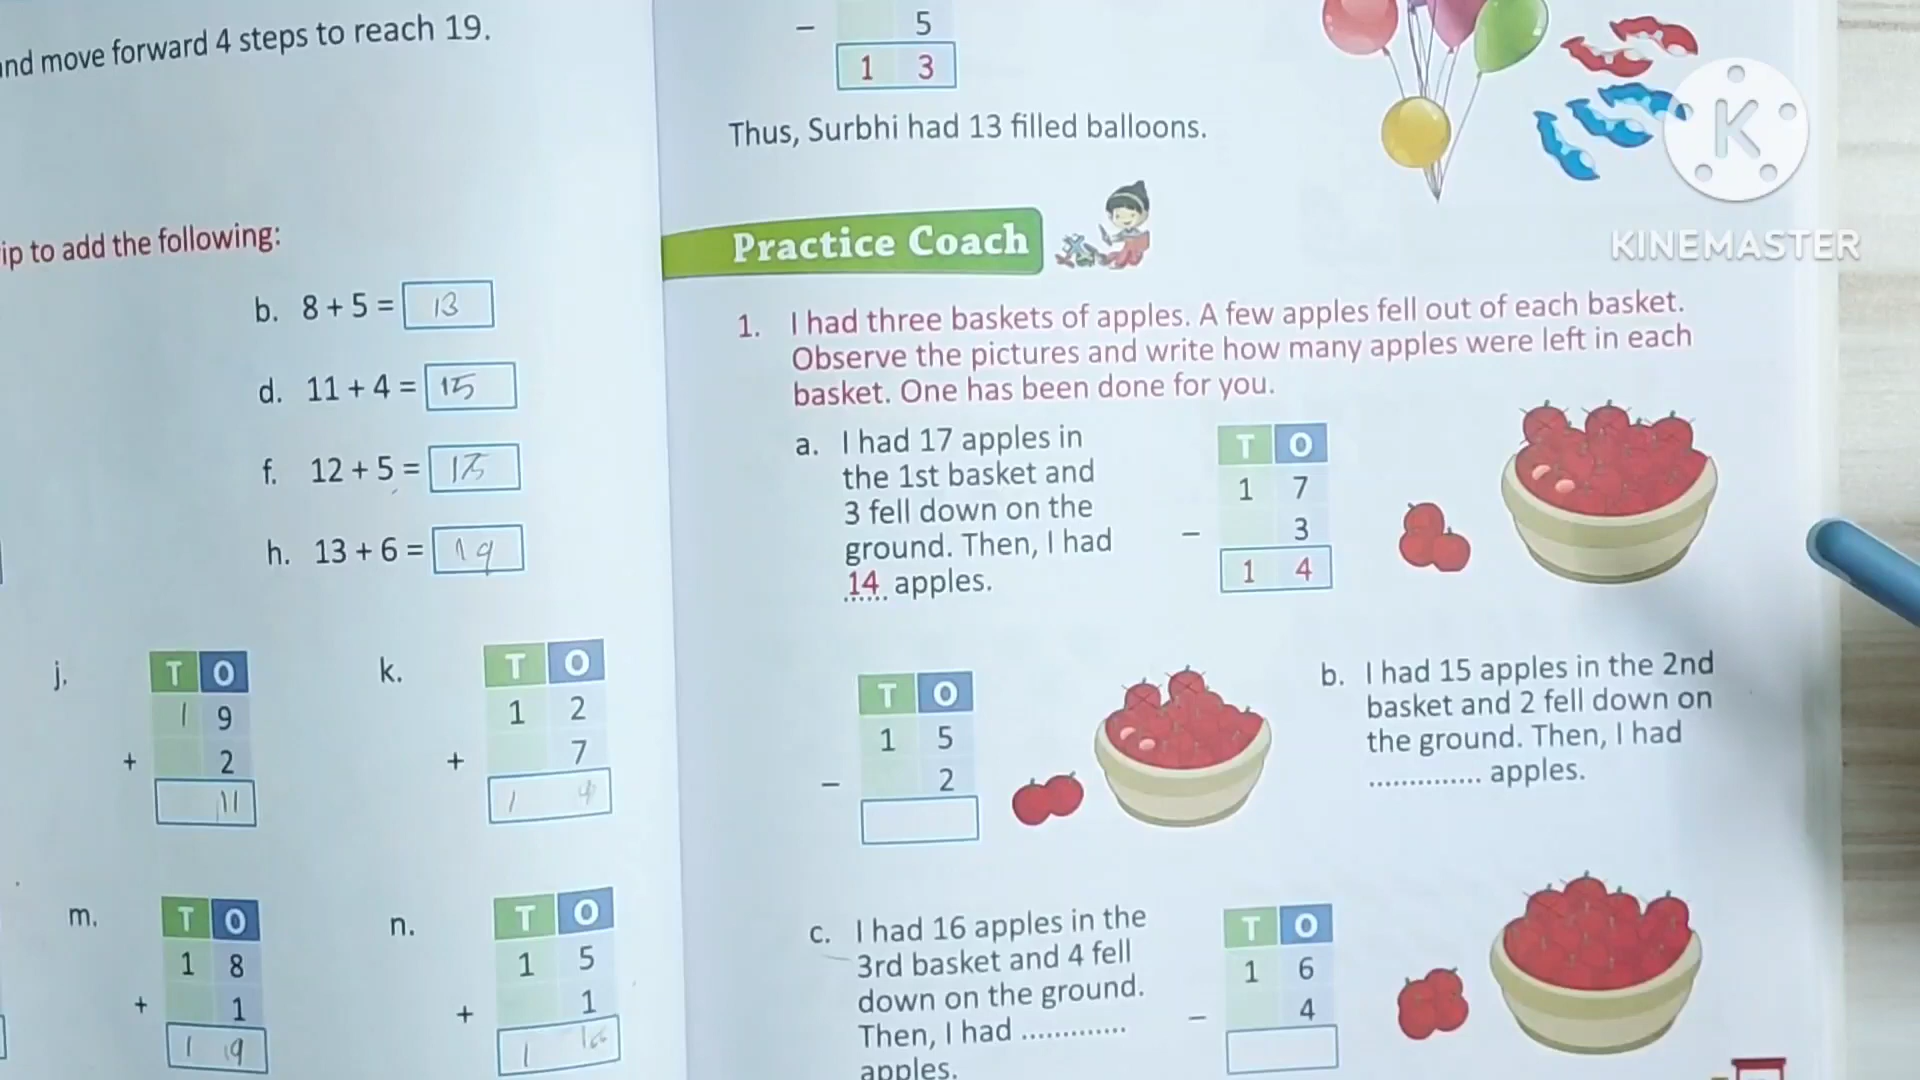 and move forward 4 steps to reach 19.
ip to add the following:
b. 8 + 5 = 13
d. 11 + 4 = 15
f. 12 + 5 =
h. 13 + 6 = 19
j.
T O
1 9
+ 2
11
k.
T O
1 2
+ 7
1 9
m.
T O
1 8
+ 1
1 19
n.
T O
1 5
+ 1
1 16
- 5
1 3
Thus, Surbhi had 13 filled balloons.
Practice Coach
1. I had three baskets of apples. A few apples fell out of each basket.
Observe the pictures and write how many apples were left in each
basket. One has been done for you.
a. I had 17 apples in
the 1st basket and
3 fell down on the
ground. Then, I had
14 apples.
T O
1 7
- 3
1 4
T O
1 5
- 2
b. I had 15 apples in the 2nd
basket and 2 fell down on
the ground. Then, I had
.............. apples.
c. I had 16 apples in the
3rd basket and 4 fell
down on the ground.
Then, I had .............
apples.
T O
1 6
- 4
K
KINEMASTER